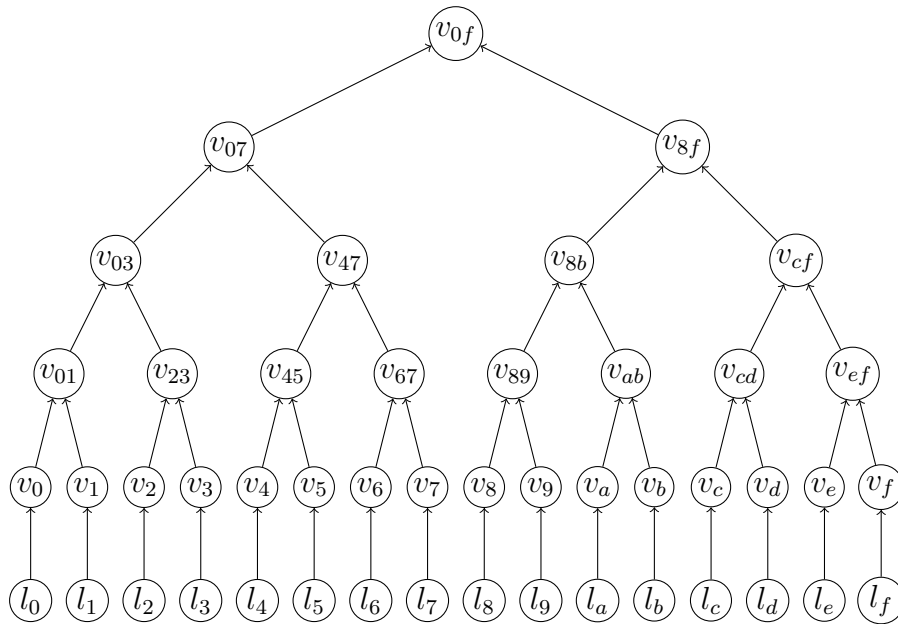 v0f
v07 v8f
v03 v47 v8b vcf
v01 v23 v45 v67 v89 vab vcd vef
v0 v1 v2 v3 v4 v5 v6 v7 v8 v9 va vb vc vd ve vf
l0 l1 l2 l3 l4 l5 l6 l7 l8 l9 la lb lc ld le lf